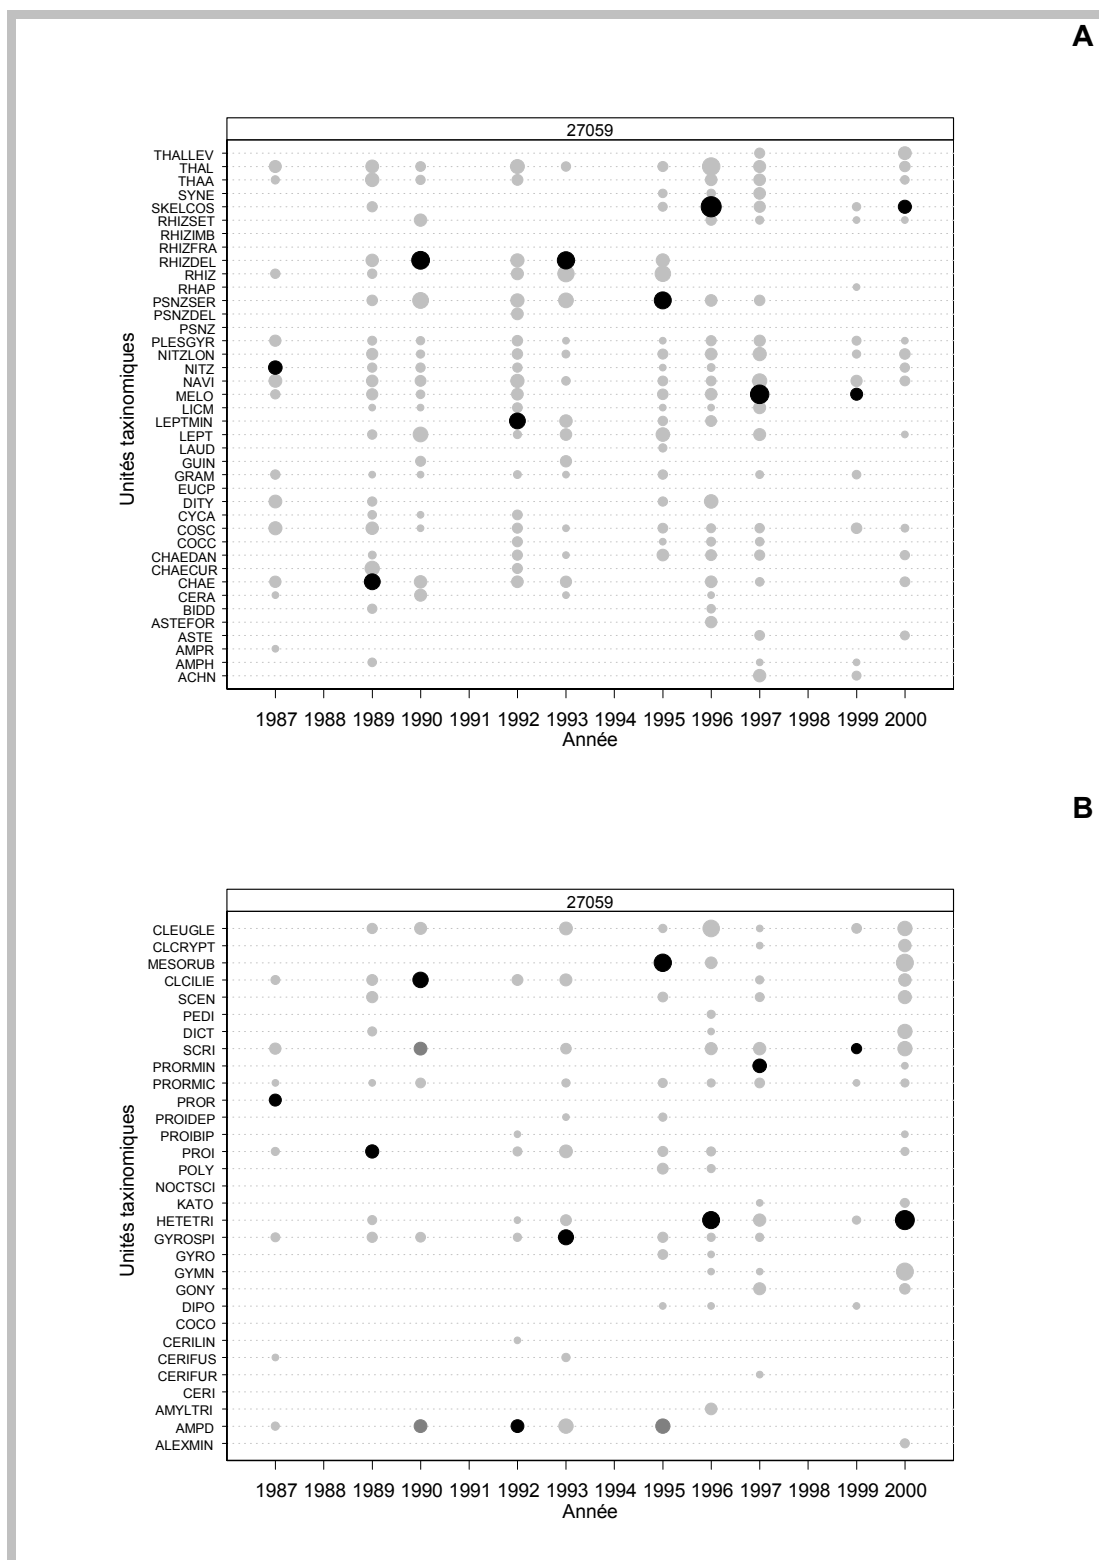 A
27059
THALLEV
THAL
THAA
SYNE
SKELCOS
RHIZSET
RHIZIMB
RHIZFRA
RHIZDEL
RHIZ
RHAP
PSNZSER
PSNZDEL
PSNZ
PLESGYR
NITZLON
NITZ
NAVI
MELO
LICM
LEPTMIN
LEPT
LAUD
GUIN
GRAM
EUCP
DITY
CYCA
COSC
COCC
CHAEDAN
CHAECUR
CHAE
CERA
BIDD
ASTEFOR
ASTE
AMPR
AMPH
ACHN
Unités taxinomiques
1987 1988 1989 1990 1991 1992 1993 1994 1995 1996 1997 1998 1999 2000
Année
B
27059
CLEUGLE
CLCRYPT
MESORUB
CLCILIE
SCEN
PEDI
DICT
SCRI
PRORMIN
PRORMIC
PROR
PROIDEP
PROIBIP
PROI
POLY
NOCTSCI
KATO
HETETRI
GYROSPI
GYRO
GYMN
GONY
DIPO
COCO
CERILIN
CERIFUS
CERIFUR
CERI
AMYLTRI
AMPD
ALEXMIN
Unités taxinomiques
1987 1988 1989 1990 1991 1992 1993 1994 1995 1996 1997 1998 1999 2000
Année